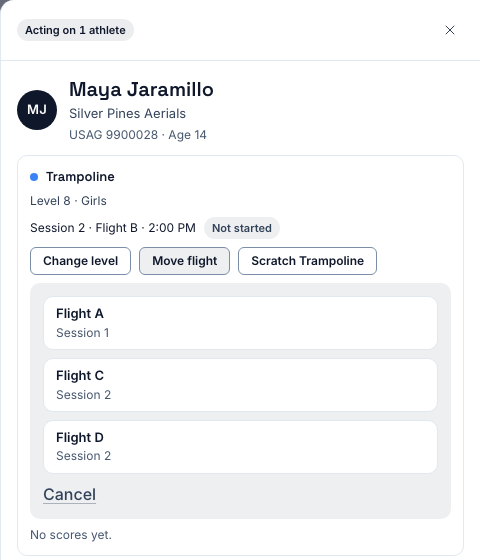 Acting on 1 athlete
MJ
Maya Jaramillo
Silver Pines Aerials
USAG 9900028 · Age 14
Trampoline
Level 8 · Girls
Session 2 · Flight B · 2:00 PM Not started
Change level Move flight Scratch Trampoline
Flight A
Session 1
Flight C
Session 2
Flight D
Session 2
Cancel
No scores yet.